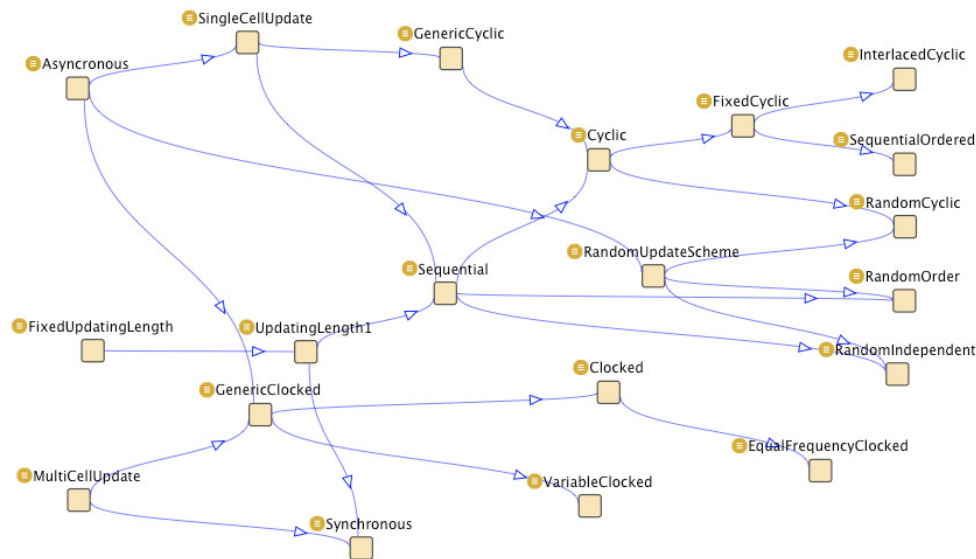 SingleCellUpdate
GenericCyclic
InterlacedCyclic
Asyncronous
FixedCyclic
Cyclic
SequentialOrdered
RandomCyclic
RandomUpdateScheme
Sequential
RandomOrder
FixedUpdatingLength
UpdatingLength1
RandomIndependent
Clocked
GenericClocked
EqualFrequencyClocked
MultiCellUpdate
VariableClocked
Synchronous